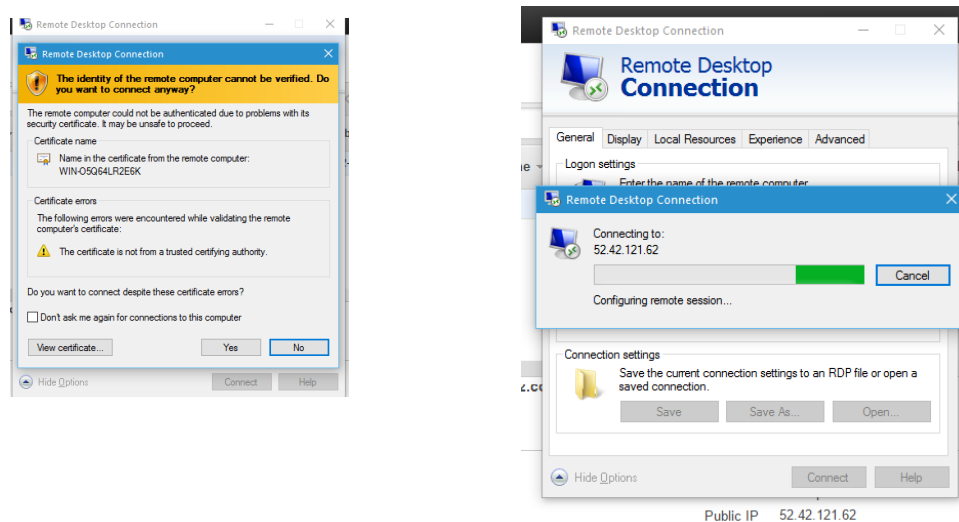 Remote Desktop Connection
Remote Desktop Connection
The identity of the remote computer cannot be verified. Do
you want to connect anyway?
The remote computer could not be authenticated due to problems with its
security certificate. It may be unsafe to proceed.
Certificate name
Name in the certificate from the remote computer:
WIN-O5Q64LR2E6K
Certificate errors
The following errors were encountered while validating the remote
computer's certificate:
The certificate is not from a trusted certifying authority.
Do you want to connect despite these certificate errors?
Don't ask me again for connections to this computer
View certificate...
Yes
No
Hide Options
Connect
Help
Remote Desktop Connection
Remote Desktop
Connection
General
Display
Local Resources
Experience
Advanced
Logon settings
Enter the name of the remote computer.
Remote Desktop Connection
Connecting to:
52.42.121.62
Cancel
Configuring remote session...
Connection settings
Save the current connection settings to an RDP file or open a
saved connection.
Save
Save As...
Open...
Hide Options
Connect
Help
Public IP 52.42.121.62